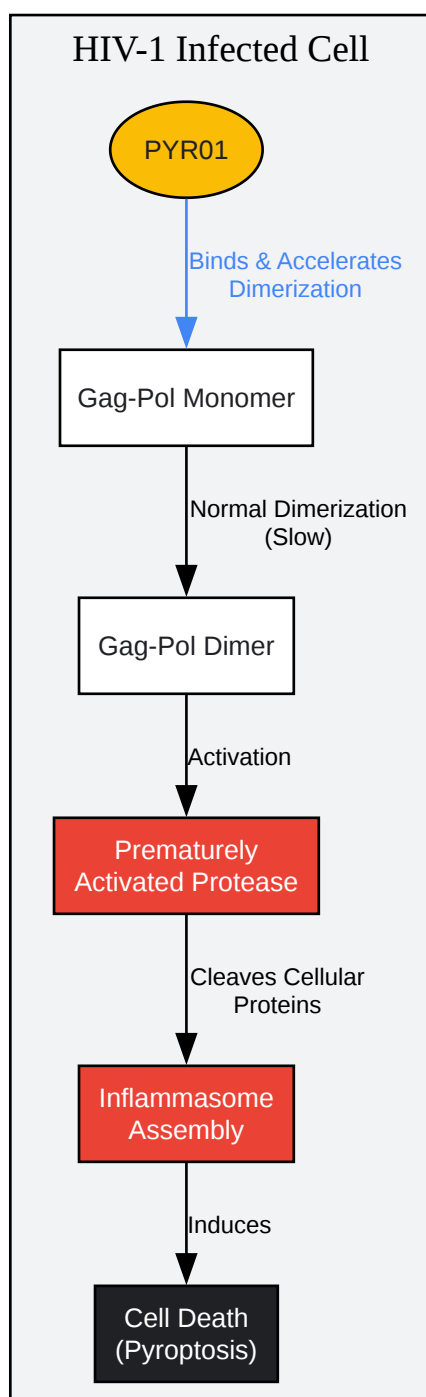 HIV-1 Infected Cell
PYR01
Binds & Accelerates
Dimerization
Gag-Pol Monomer
Normal Dimerization
(Slow)
Gag-Pol Dimer
Activation
Prematurely
Activated Protease
Cleaves Cellular
Proteins
Inflammasome
Assembly
Induces
Cell Death
(Pyroptosis)